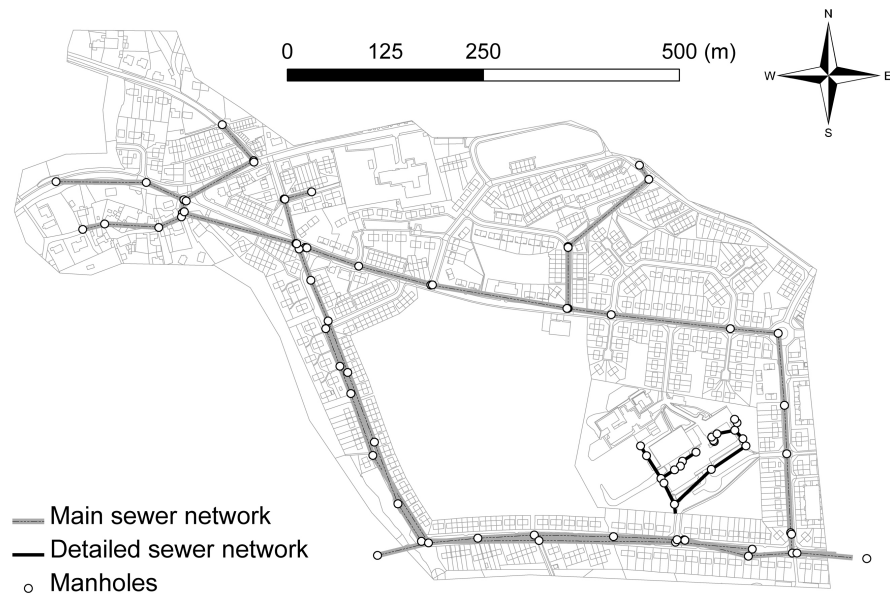 N
0 125 250 500 (m)
W E
S
Main sewer network
Detailed sewer network
Manholes